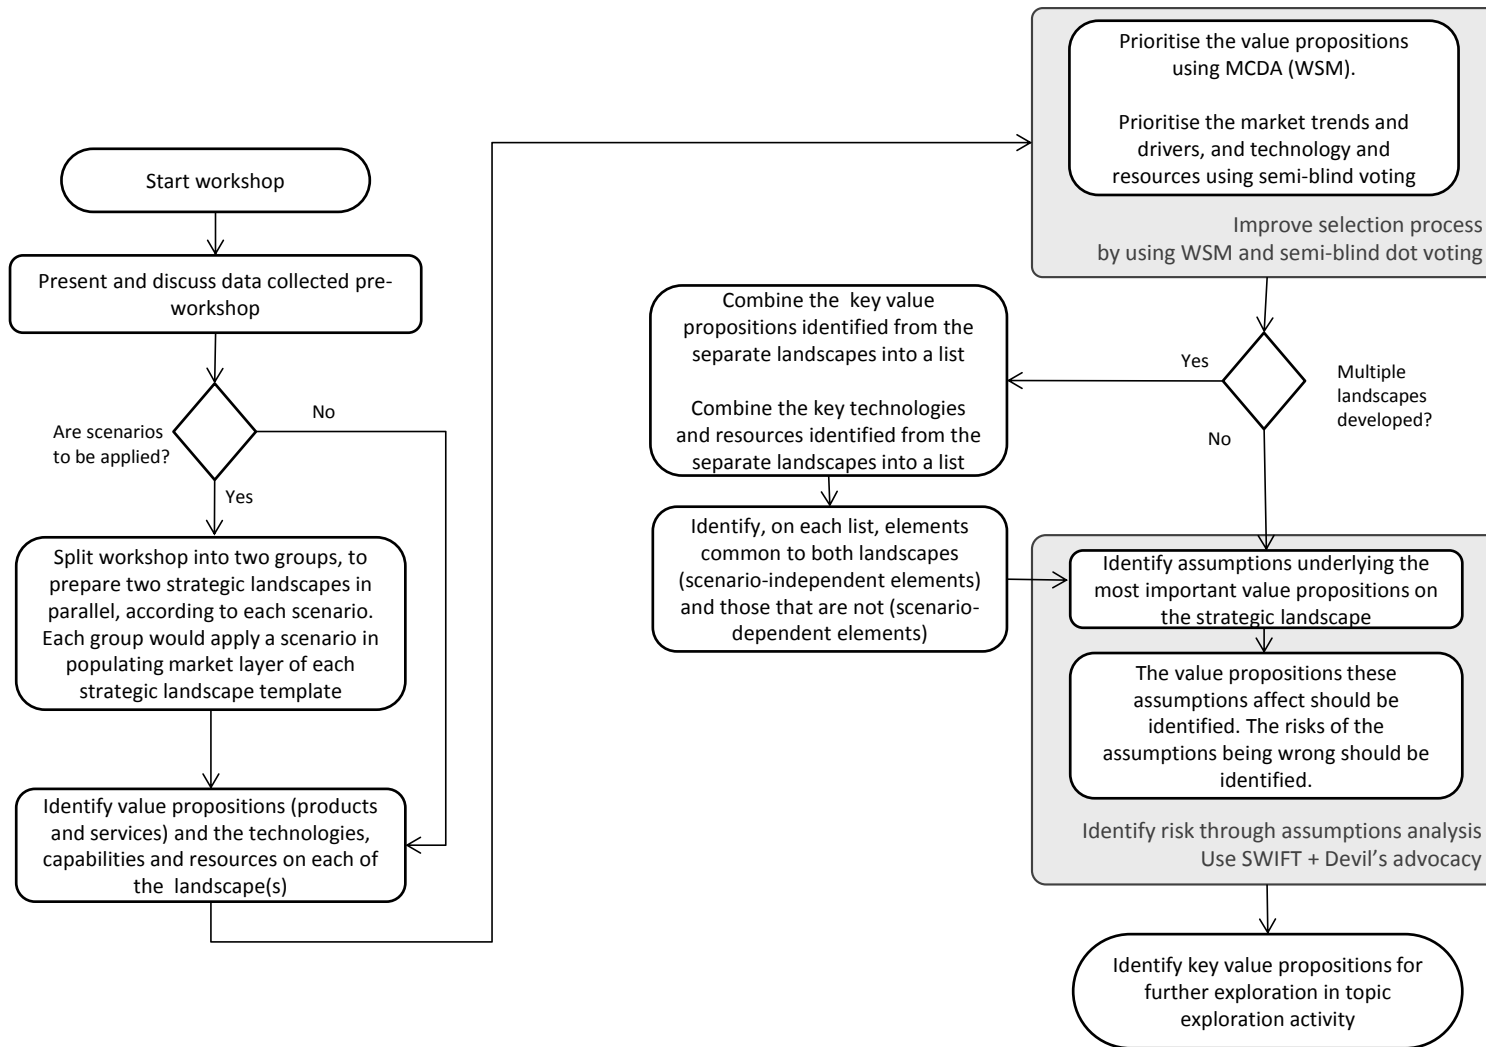 Start workshop
Present and discuss data collected pre-
workshop
Are scenarios
to be applied?
No
Yes
Split workshop into two groups, to
prepare two strategic landscapes in
parallel, according to each scenario.
Each group would apply a scenario in
populating market layer of each
strategic landscape template
Identify value propositions (products
and services) and the technologies,
capabilities and resources on each of
the landscape(s)
Prioritise the value propositions
using MCDA (WSM).
Prioritise the market trends and
drivers, and technology and
resources using semi-blind voting
Improve selection process
by using WSM and semi-blind dot voting
Multiple
landscapes
developed?
Yes
No
Combine the key value
propositions identified from the
separate landscapes into a list
Combine the key technologies
and resources identified from the
separate landscapes into a list
Identify, on each list, elements
common to both landscapes
(scenario-independent elements)
and those that are not (scenario-
dependent elements)
Identify assumptions underlying the
most important value propositions on
the strategic landscape
The value propositions these
assumptions affect should be
identified. The risks of the
assumptions being wrong should be
identified.
Identify risk through assumptions analysis
Use SWIFT + Devil's advocacy
Identify key value propositions for
further exploration in topic
exploration activity